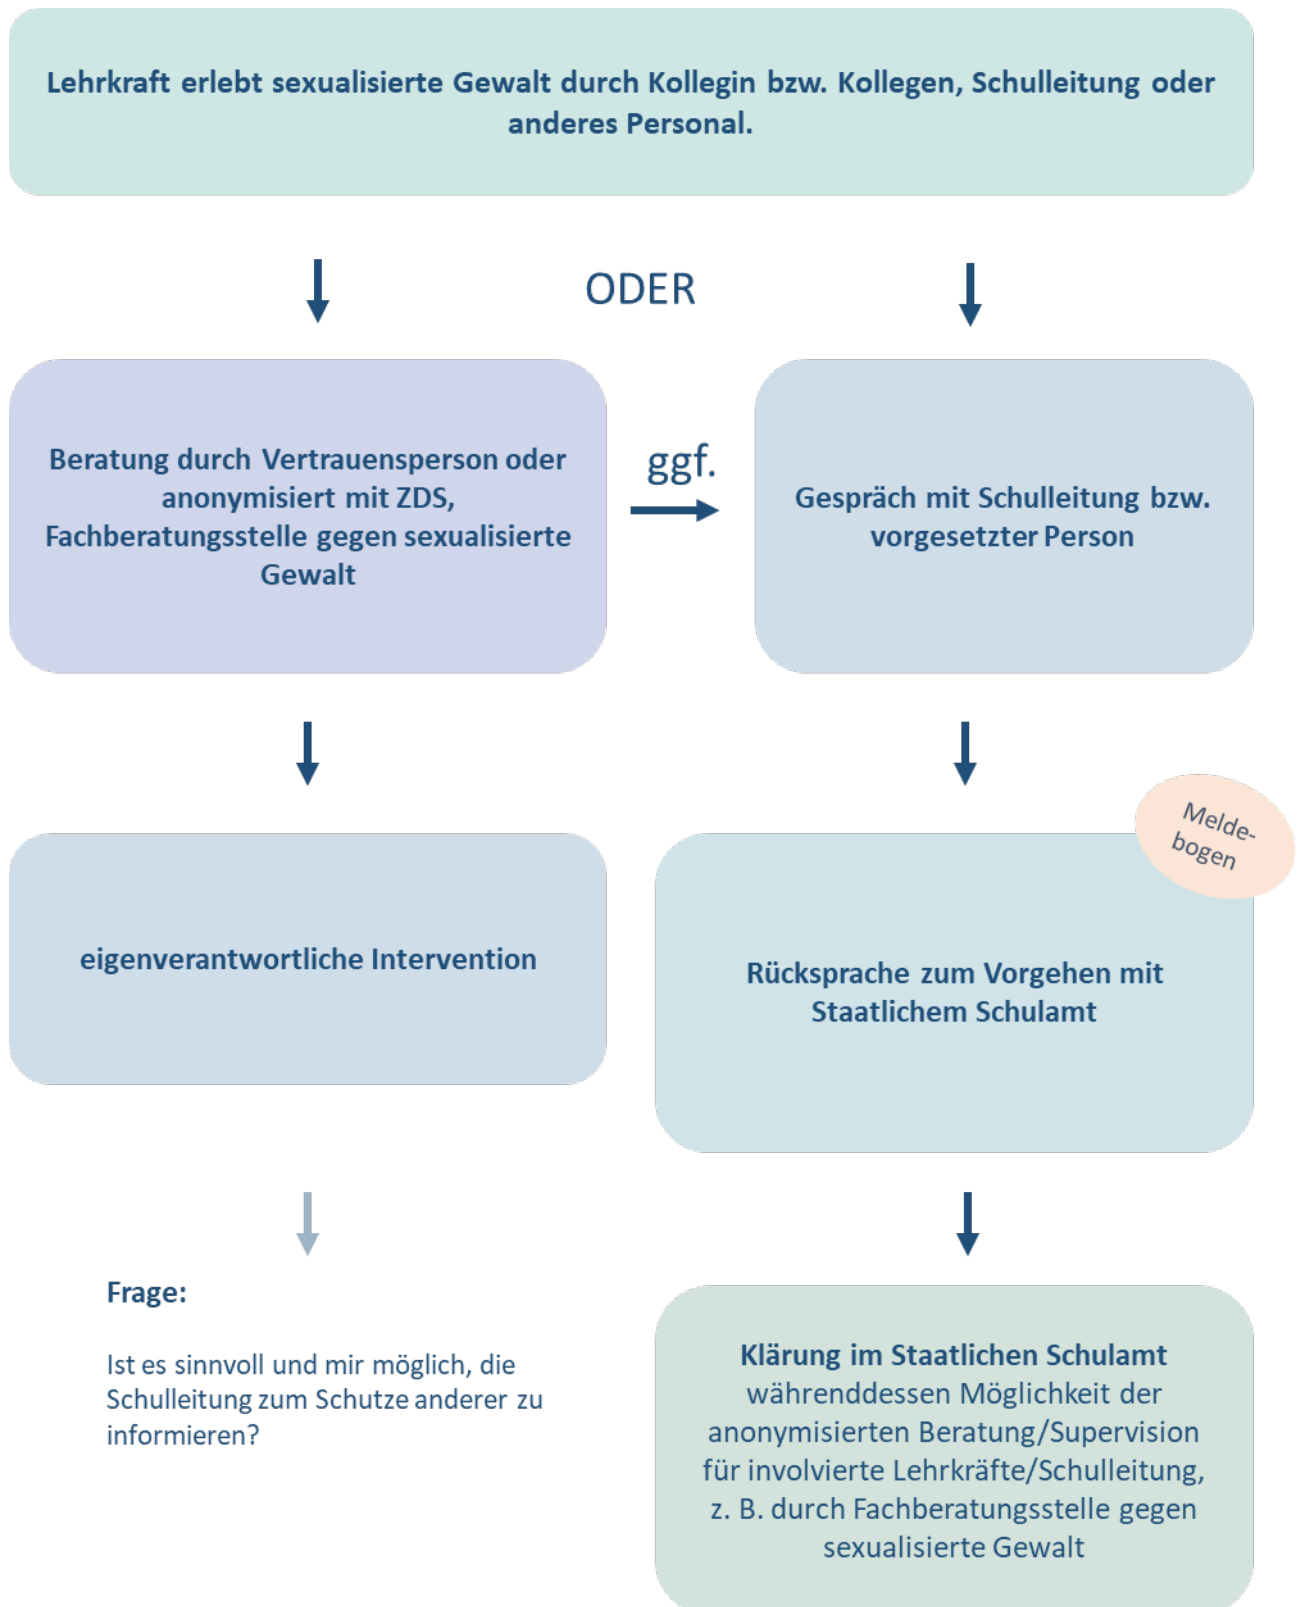 Lehrkraft erlebt sexualisierte Gewalt durch Kollegin bzw. Kollegen, Schulleitung oder
anderes Personal.
ODER
Beratung durch Vertrauensperson oder
anonymisiert mit ZDS,
Fachberatungsstelle gegen sexualisierte
Gewalt
ggf.
Gespräch mit Schulleitung bzw.
vorgesetzter Person
eigenverantwortliche Intervention
Melde-
bogen
Rücksprache zum Vorgehen mit
Staatlichem Schulamt
Frage:
Ist es sinnvoll und mir möglich, die
Schulleitung zum Schutze anderer zu
informieren?
Klärung im Staatlichen Schulamt
währenddessen Möglichkeit der
anonymisierten Beratung/Supervision
für involvierte Lehrkräfte/Schulleitung,
z. B. durch Fachberatungsstelle gegen
sexualisierte Gewalt